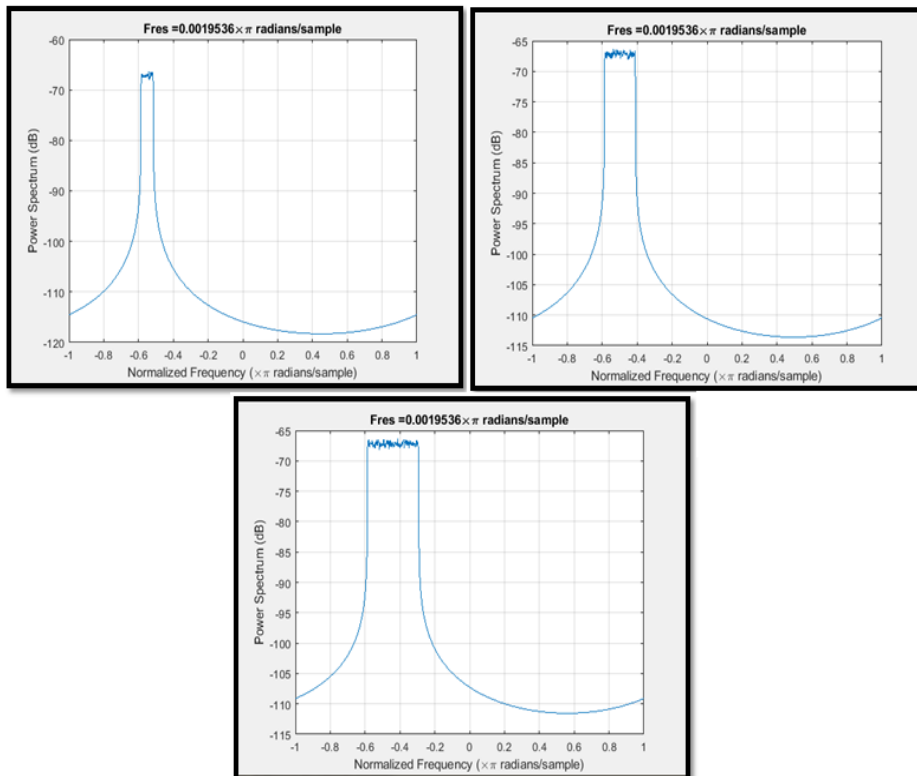 Fres =0.0019536×π radians/sample
-60
-70
-80
-90
-100
-110
-120
Power Spectrum (dB)
-1 -0.8 -0.6 -0.4 -0.2 0 0.2 0.4 0.6 0.8 1
Normalized Frequency (×π radians/sample)
Fres =0.0019536×π radians/sample
-65
-70
-75
-80
-85
-90
-95
-100
-105
-110
-115
Power Spectrum (dB)
-1 -0.8 -0.6 -0.4 -0.2 0 0.2 0.4 0.6 0.8 1
Normalized Frequency (×π radians/sample)
Fres =0.0019536×π radians/sample
-65
-70
-75
-80
-85
-90
-95
-100
-105
-110
-115
Power Spectrum (dB)
-1 -0.8 -0.6 -0.4 -0.2 0 0.2 0.4 0.6 0.8 1
Normalized Frequency (×π radians/sample)